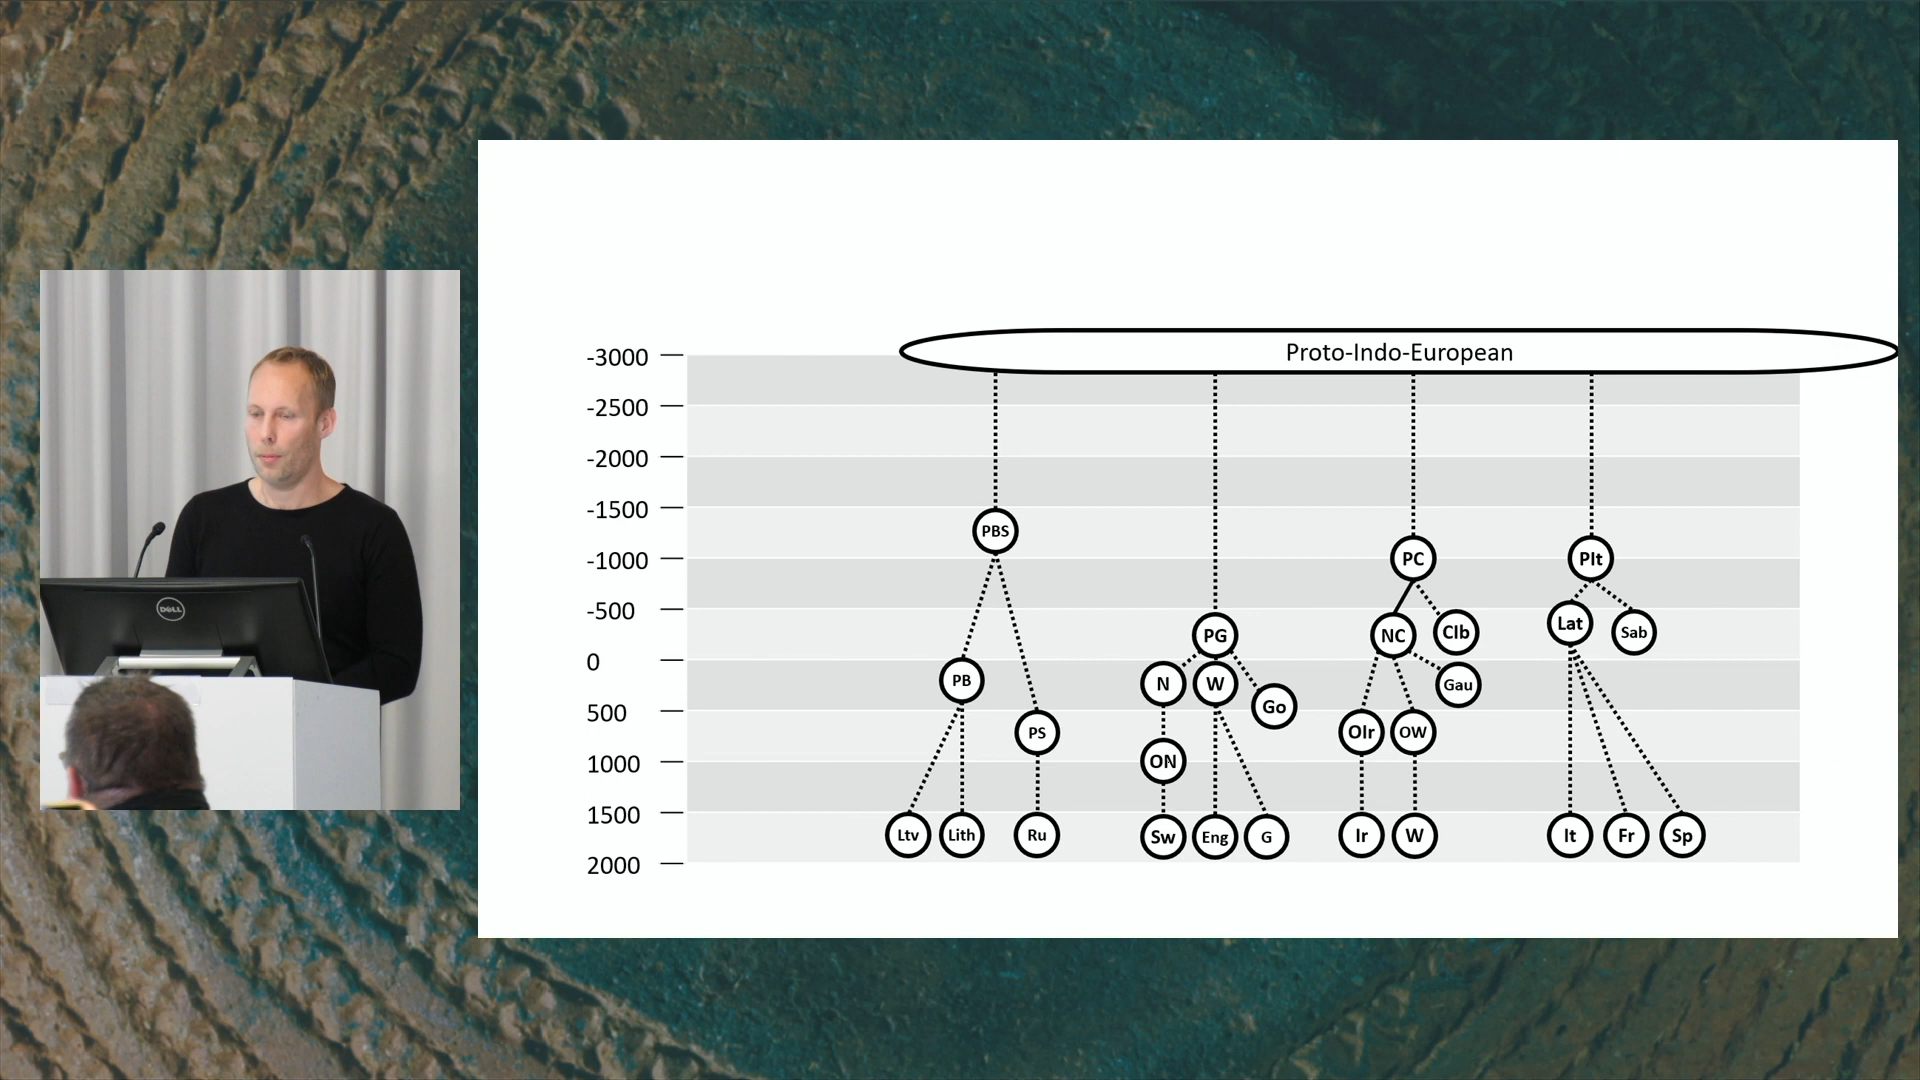 Proto-Indo-European
-3000
-2500
-2000
-1500
PBS
-1000
PC
PIt
-500
Lat
Clb
Sab
PG
NC
0
PB
N
W
Gau
Go
500
PS
OIr
OW
1000
ON
1500
Ltv
Lith
Ru
Sw
Eng
G
Ir
W
It
Fr
Sp
2000
DELL